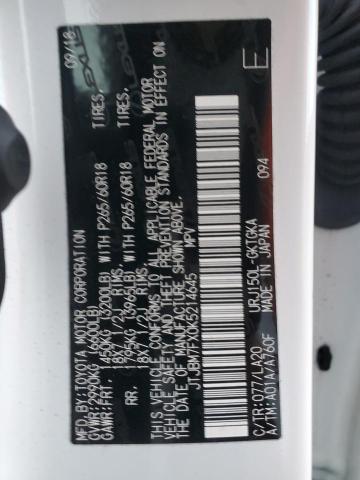 MFD.BY:TOYOTA MOTOR CORPORATION 09/18
GVWR:2990KG (6600LB)
GAWR:FRT. 1450KG (3200LB) WITH P265/60R18 TIRES,
18X7 1/2J RIMS,
RR. 1795KG (3965LB) WITH P265/60R18 TIRES,
18X7 1/2J RIMS,
THIS VEHICLE CONFORMS TO ALL APPLICABLE FEDERAL MOTOR
VEHICLE SAFETY AND THEFT PREVENTION STANDARDS IN EFFECT ON
THE DATE OF MANUFACTURE SHOWN ABOVE.
JTJBM7FX0K5214645 MPV
E
URJ150L-GKTGKA 094
C/TR:077/LA20 MADE IN JAPAN
A/TM:A01A/A760F
LEXUS